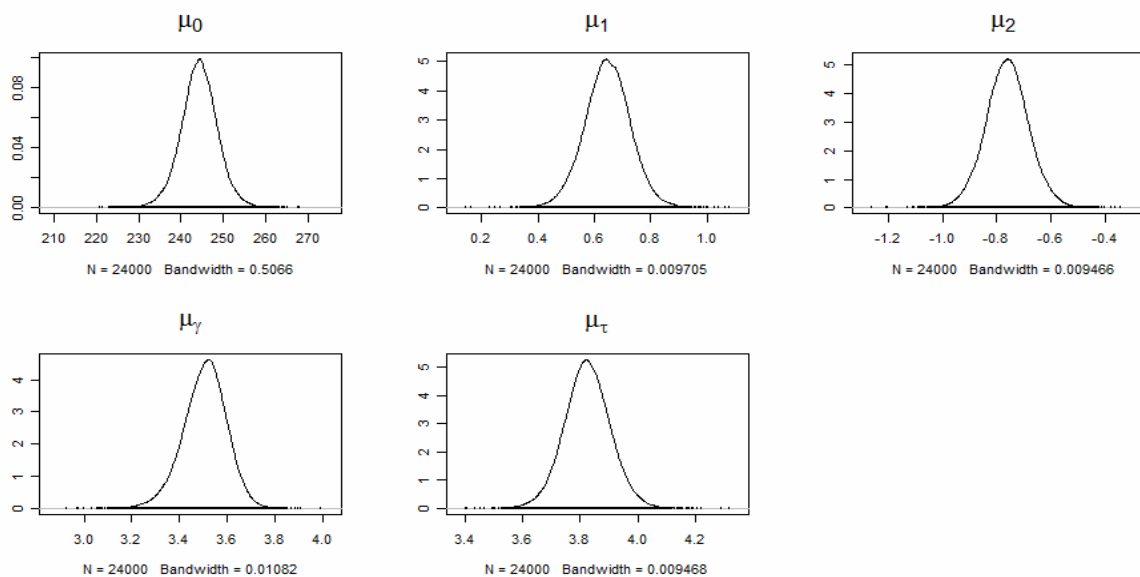 μ0 μ1 μ2
0.00 0.04 0.08
210 220 230 240 250 260 270
N = 24000 Bandwidth = 0.5066
0 1 2 3 4 5
0.2 0.4 0.6 0.8 1.0
N = 24000 Bandwidth = 0.009705
0 1 2 3 4 5
-1.2 -1.0 -0.8 -0.6 -0.4
N = 24000 Bandwidth = 0.009466
μγ μτ
0 1 2 3 4
3.0 3.2 3.4 3.6 3.8 4.0
N = 24000 Bandwidth = 0.01082
0 1 2 3 4 5
3.4 3.6 3.8 4.0 4.2
N = 24000 Bandwidth = 0.009468